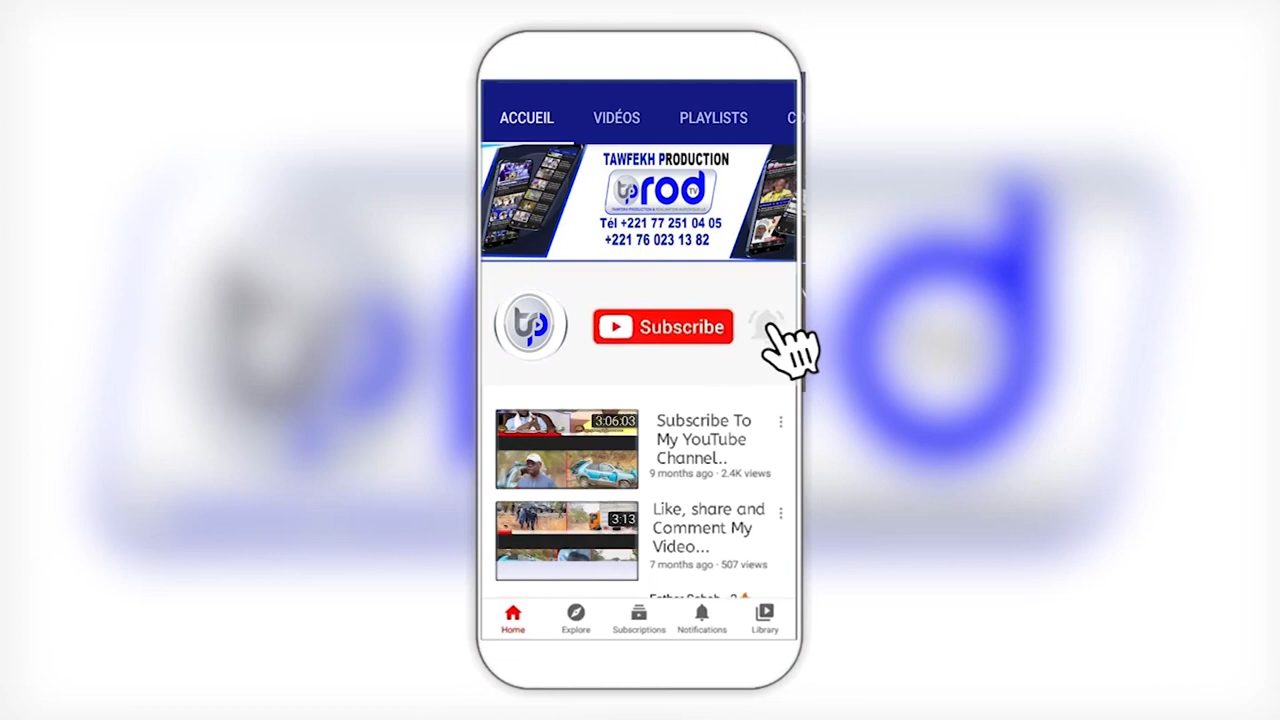 ACCUEIL VIDÉOS PLAYLISTS CO
TAWFEKH PRODUCTION
tprod TV
Tél +221 77 251 04 05
+221 76 023 13 82
tp Subscribe
3:06:03
Subscribe To
My YouTube
Channel..
9 months ago · 2.4K views
3:13
Like, share and
Comment My
Video...
7 months ago · 507 views
Home Explore Subscriptions Notifications Library